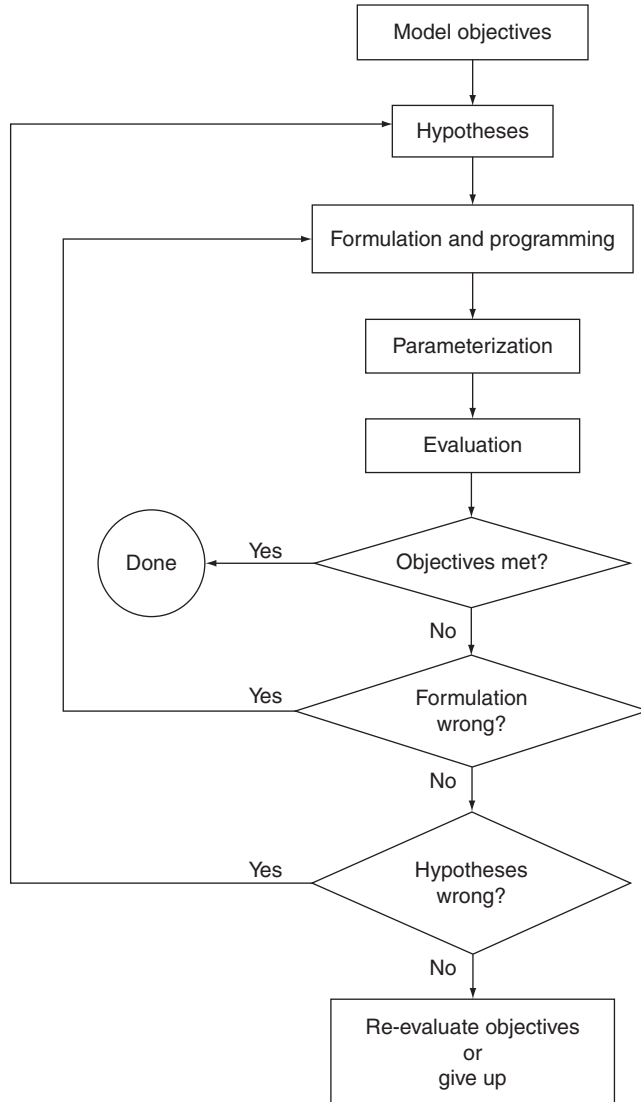 Model objectives
Hypotheses
Formulation and programming
Parameterization
Evaluation
Objectives met?
Yes
Done
No
Formulation
wrong?
Yes
No
Hypotheses
wrong?
Yes
No
Re-evaluate objectives
or
give up